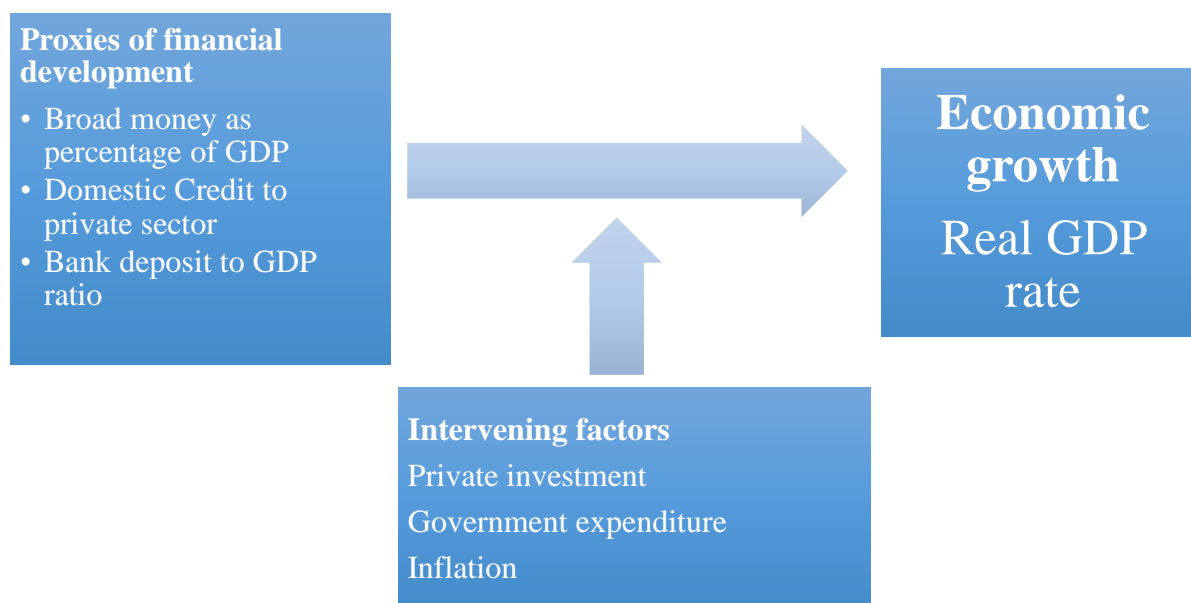 Proxies of financial
development
• Broad money as
percentage of GDP
• Domestic Credit to
private sector
• Bank deposit to GDP
ratio
Economic
growth
Real GDP
rate
Intervening factors
Private investment
Government expenditure
Inflation